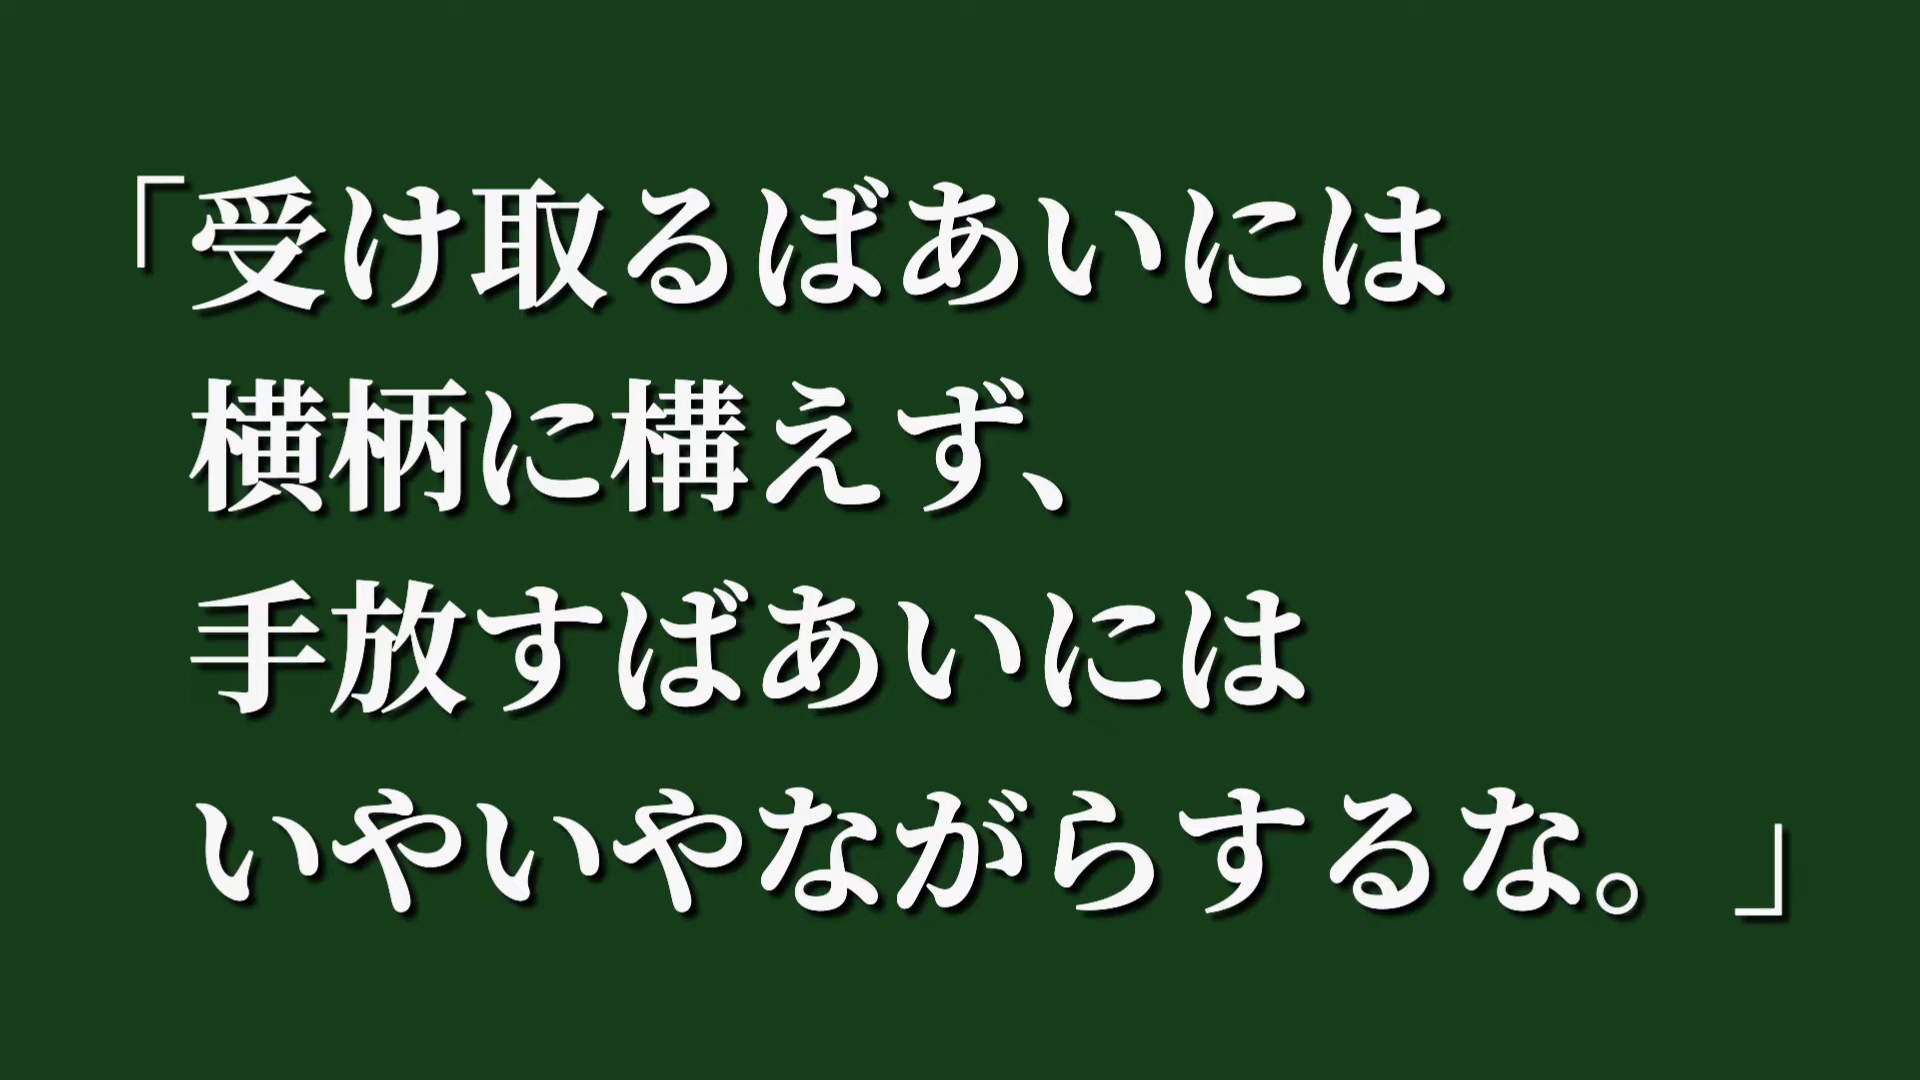 「受け取るばあいには
横柄に構えず、
手放すばあいには
いやいやながらするな。」